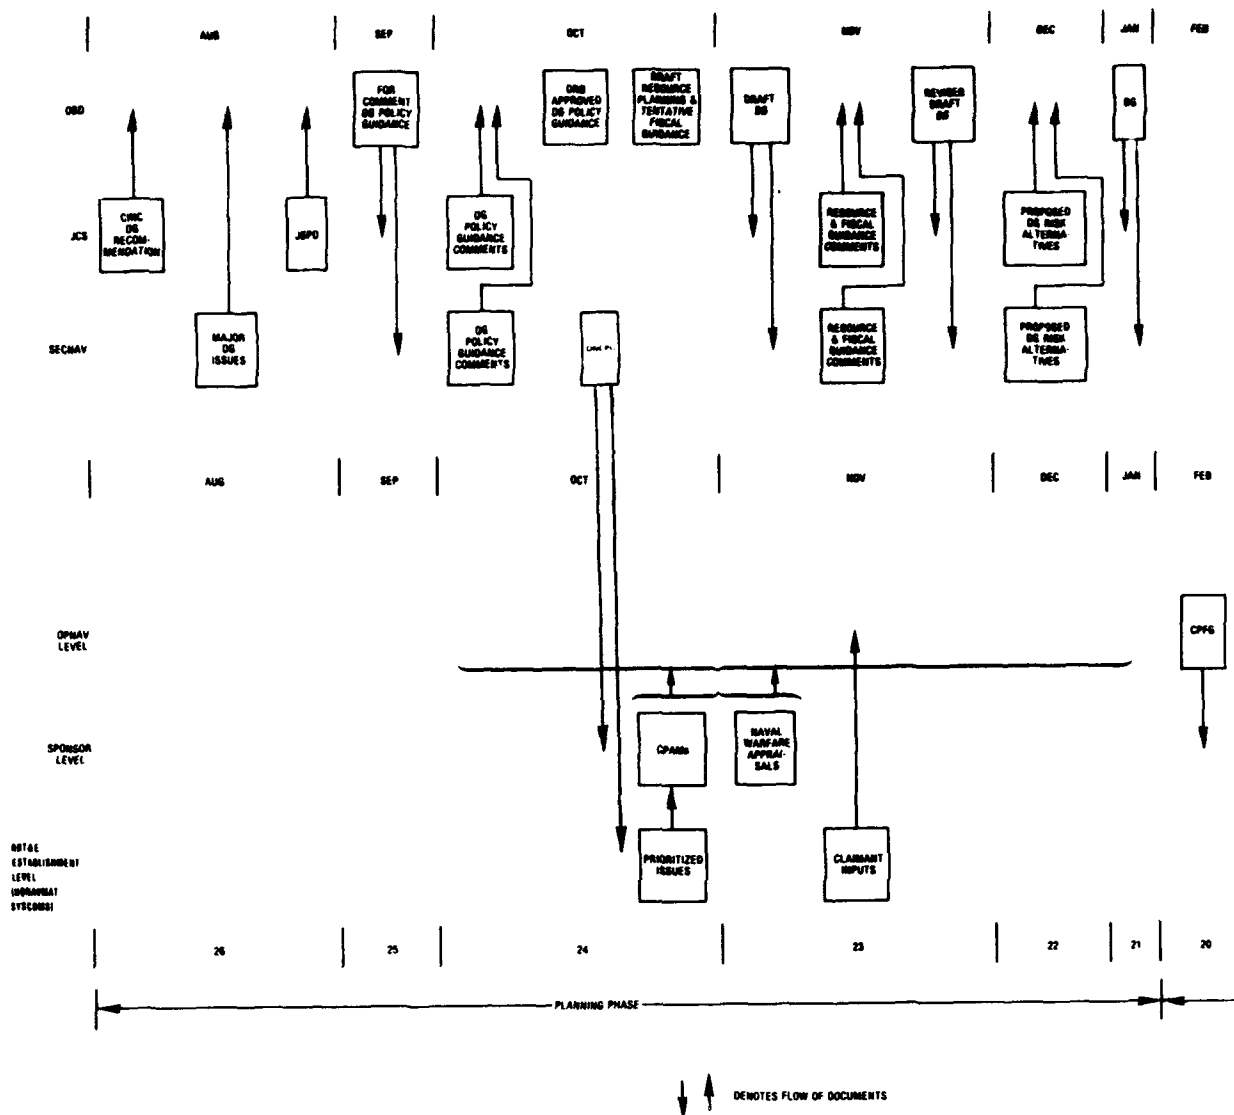 AUG
SEP
OCT
NOV
DEC
JAN
FEB
OSD
FOR
COMMENT
DG POLICY
GUIDANCE
DRB
APPROVED
DG POLICY
GUIDANCE
DRAFT
RESOURCE
PLANNING &
TENTATIVE
FISCAL
GUIDANCE
DRAFT
DG
REVISED
DRAFT
DG
DG
JCS
CINC
DG
RECOM-
MENDATION
JSPD
DG
POLICY
GUIDANCE
COMMENTS
RESOURCE
& FISCAL
GUIDANCE
COMMENTS
PROPOSED
DG RISK
ALTERNA-
TIVES
SECNAV
MAJOR
DG
ISSUES
DG
POLICY
GUIDANCE
COMMENTS
RESOURCE
& FISCAL
GUIDANCE
COMMENTS
PROPOSED
DG RISK
ALTERNA-
TIVES
AUG
SEP
OCT
NOV
DEC
JAN
FEB
OPNAV
LEVEL
CPFG
SPONSOR
LEVEL
CPAMs
NAVAL
WARFARE
APPRAI-
SALS
RDT&E
ESTABLISHMENT
LEVEL
SYSCOMS)
PRIORITIZED
ISSUES
CLAIMANT
INPUTS
26
25
24
23
22
21
20
PLANNING PHASE
DENOTES FLOW OF DOCUMENTS